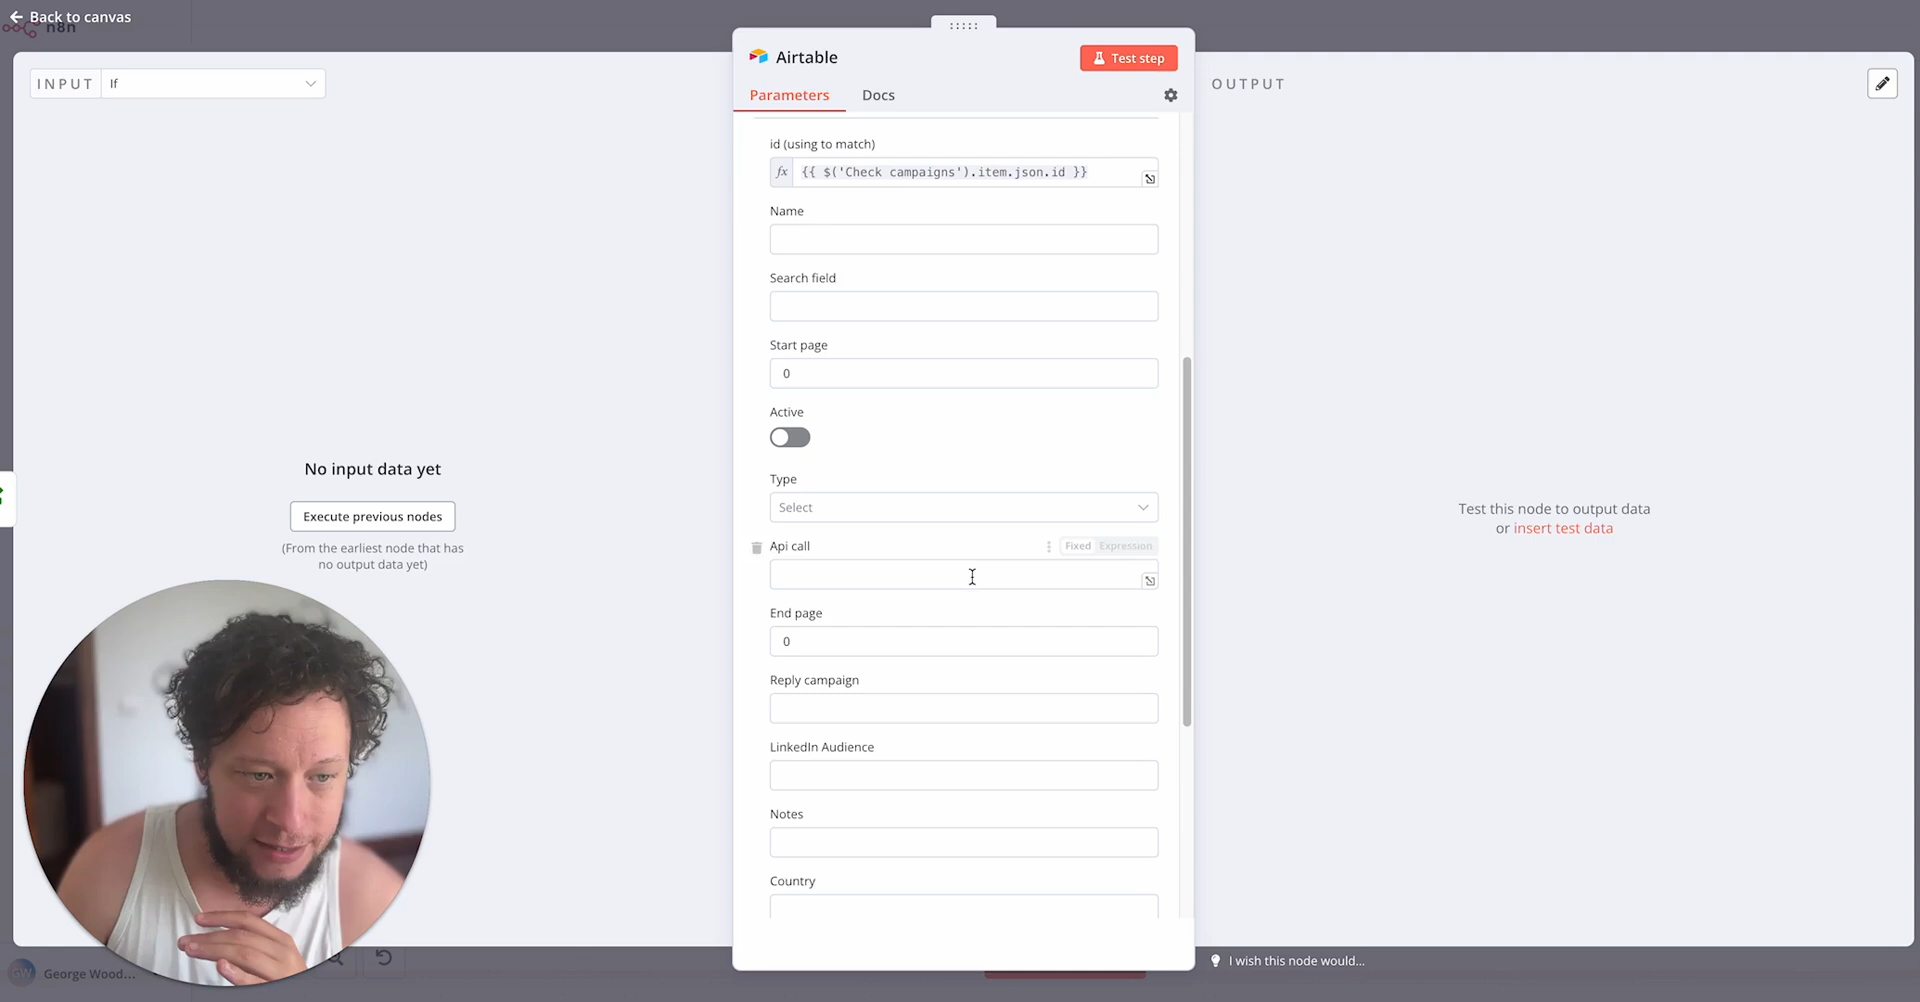 Back to canvas
n8n
INPUT
If
Airtable
Test step
Parameters
Docs
OUTPUT
id (using to match)
fx
{{ $('Check campaigns').item.json.id }}
Name
Search field
Start page
0
Active
Type
Select
Api call
Fixed
Expression
End page
0
Reply campaign
LinkedIn Audience
Notes
Country
No input data yet
Execute previous nodes
(From the earliest node that has
no output data yet)
Test this node to output data
or insert test data
GW
George Wood...
I wish this node would...